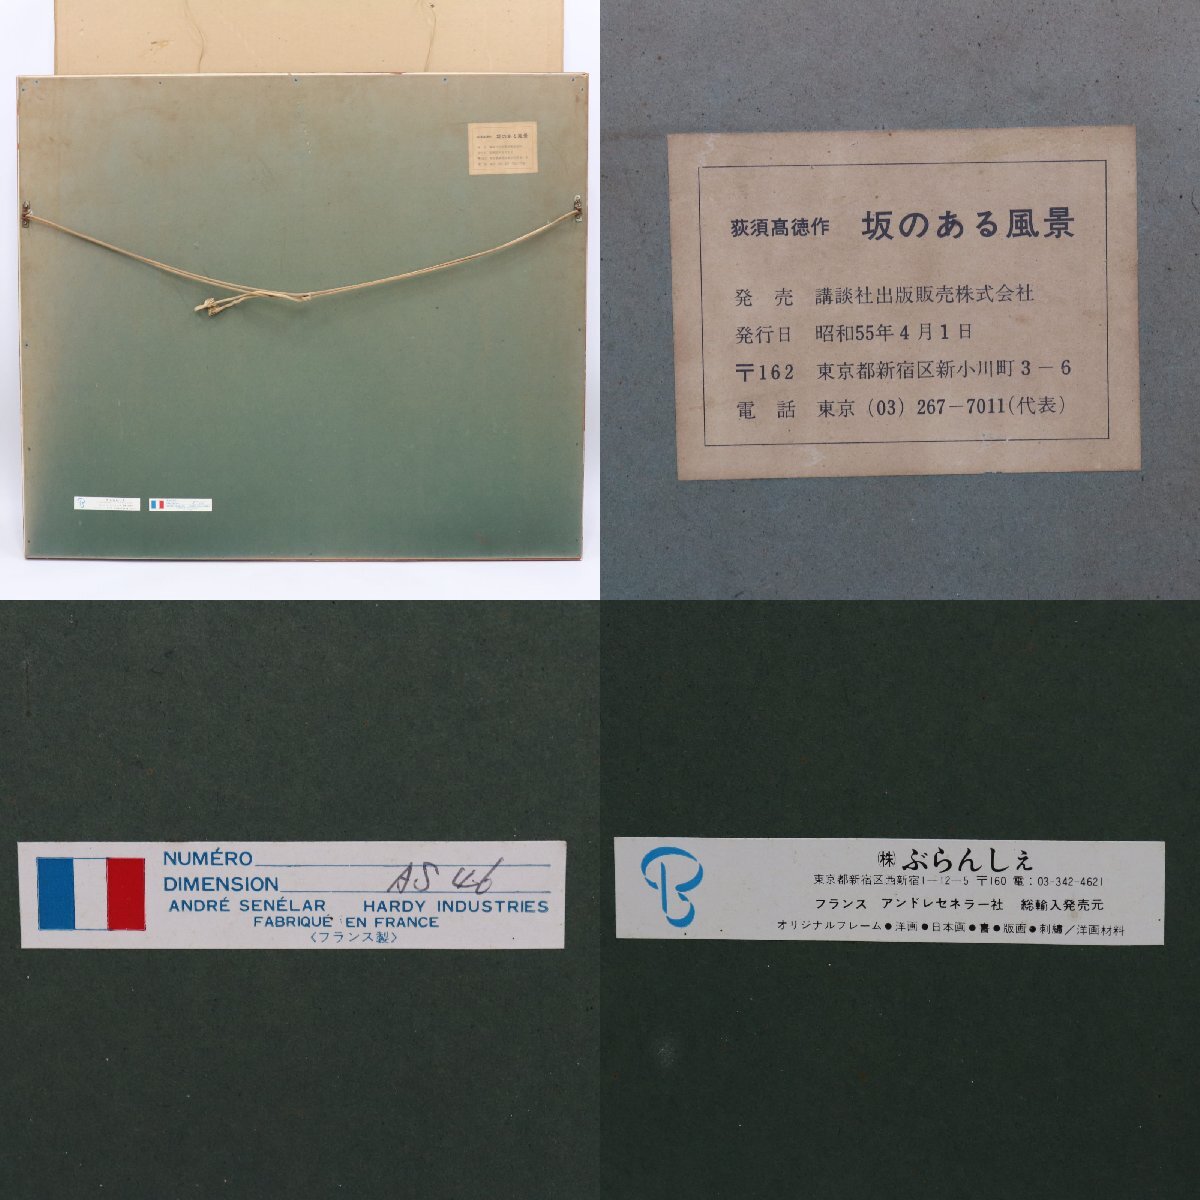 坂のある風景
荻須高徳作 坂のある風景
発売 講談社出版販売株式会社
発行日 昭和55年4月1日
〒162 東京都新宿区新小川町3-6
電話 東京(03)267-7011(代表)
NUMÉRO
DIMENSION AS 46
ANDRÉ SENÉLAR HARDY INDUSTRIES
FABRIQUÉ EN FRANCE
〈フランス製〉
B
㈱ ぶらんしぇ
東京都新宿区西新宿1-12-5 〒160 電:03-342-4621
フランス アンドレセネラー社 総輸入発売元
オリジナルフレーム●洋画●日本画●書●版画●刺繡/洋画材料